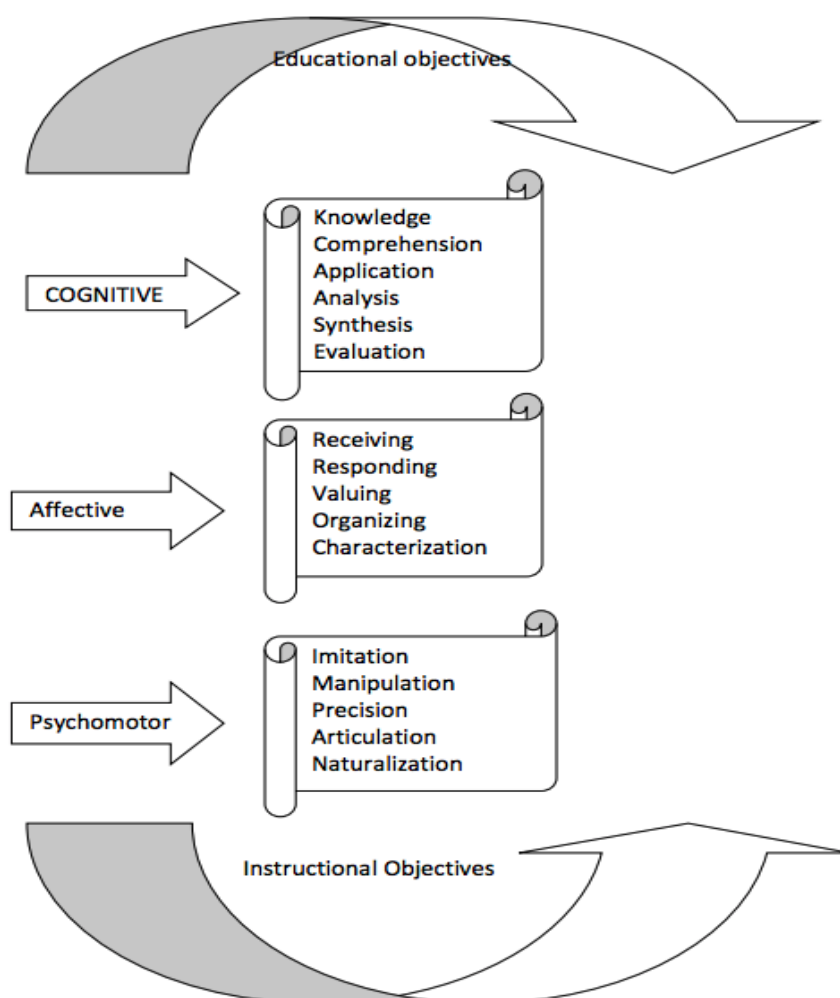 Educational objectives
COGNITIVE
Knowledge
Comprehension
Application
Analysis
Synthesis
Evaluation
Affective
Receiving
Responding
Valuing
Organizing
Characterization
Psychomotor
Imitation
Manipulation
Precision
Articulation
Naturalization
Instructional Objectives